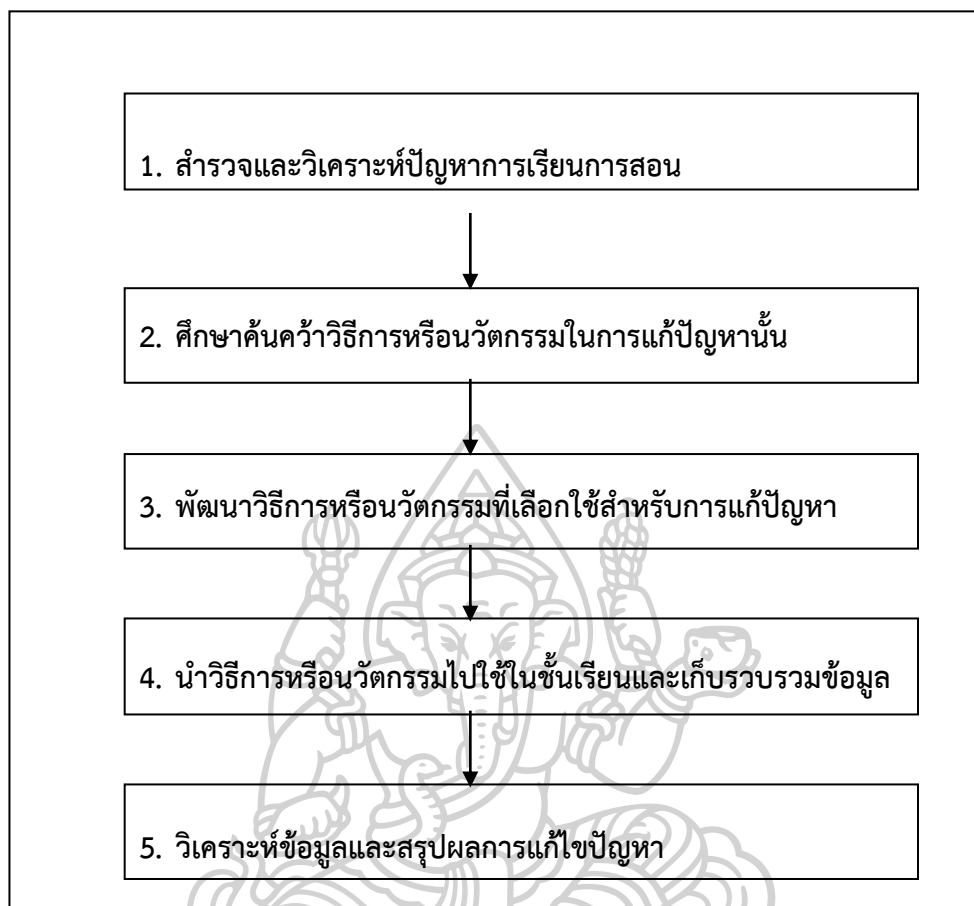 1. สำรวจและวิเคราะห์ปัญหาการเรียนการสอน
2. ศึกษาค้นคว้าวิธีการหรือนวัตกรรมในการแก้ปัญหานั้น
3. พัฒนาวิธีการหรือนวัตกรรมที่เลือกใช้สำหรับการแก้ปัญหา
4. นำวิธีการหรือนวัตกรรมไปใช้ในชั้นเรียนและเก็บรวบรวมข้อมูล
5. วิเคราะห์ข้อมูลและสรุปผลการแก้ไขปัญหา